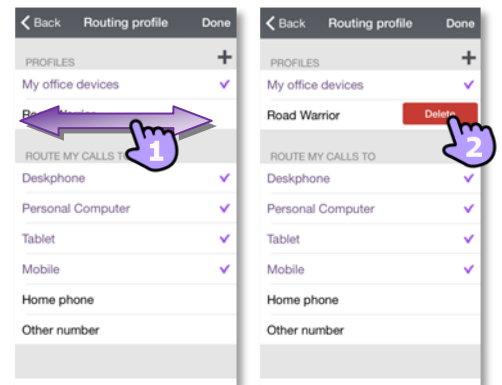 Back Routing profile Done
PROFILES
My office devices
ROUTE MY CALLS TO
Deskphone
Personal Computer
Tablet
Mobile
Home phone
Other number
1
Back Routing profile Done
PROFILES
My office devices
Road Warrior Delete
ROUTE MY CALLS TO
Deskphone
Personal Computer
Tablet
Mobile
Home phone
Other number
2